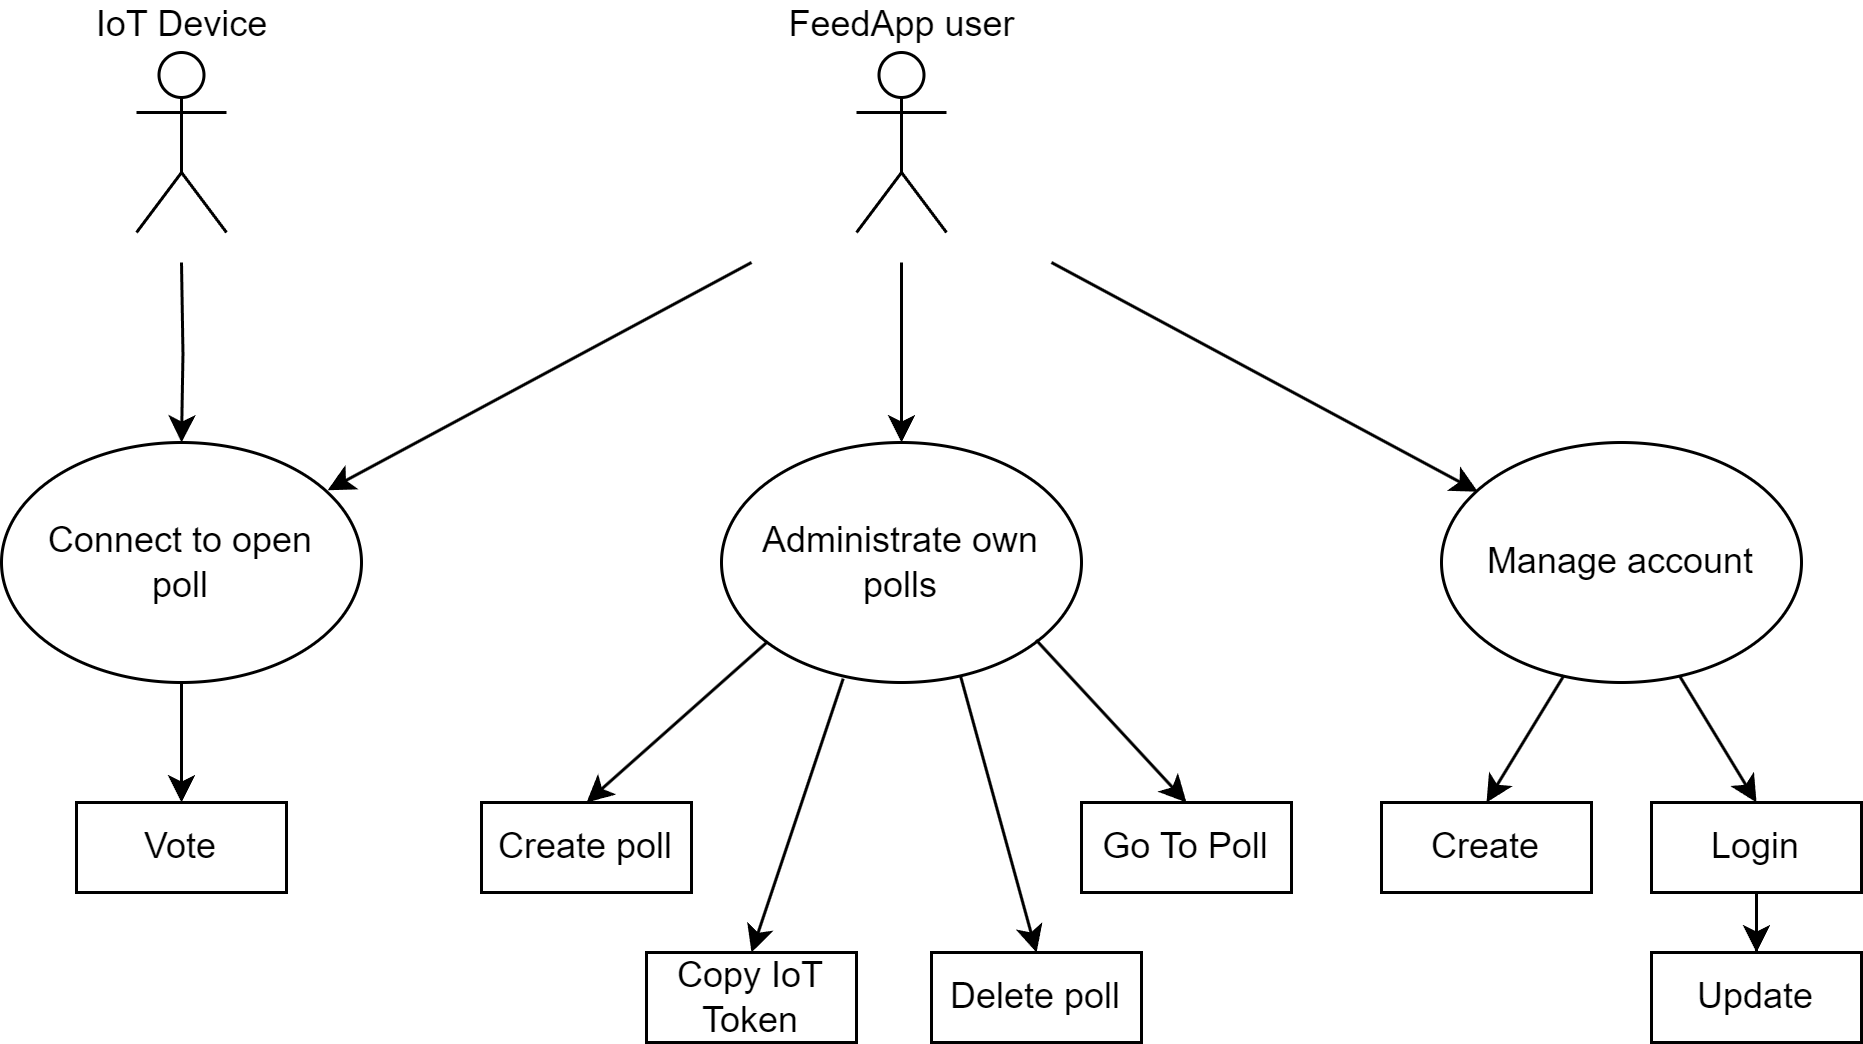 IoT Device
FeedApp user
Connect to open
poll
Administrate own
polls
Manage account
Vote
Create poll
Go To Poll
Create
Login
Copy IoT
Token
Delete poll
Update